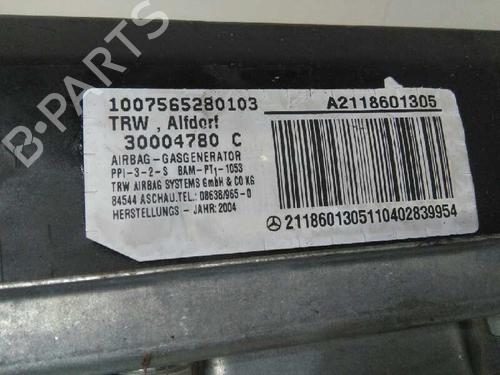 1007565280103
A2118601305
TRW , Alfdorf
30004780 C
AIRBAG-GASGENERATOR
PPI-3-2-S BAM-PT1-1053
TRW AIRBAG SYSTEMS GmbH & CO KG
84544 ASCHAU.TEL.: 08638/965-0
HERSTELLUNGS - JAHR: 2004
2118601305110402839954
B-PARTS